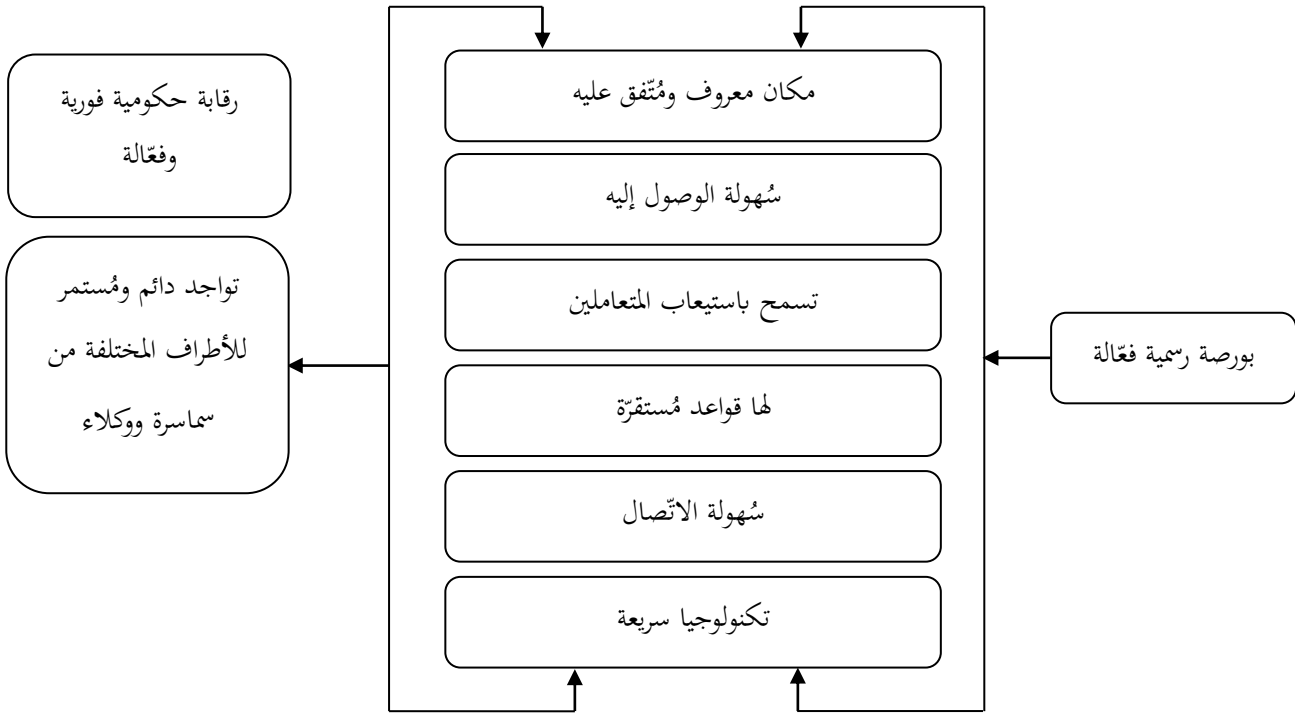 بورصة رسمية فعّالة
مكان معروف ومُتّفق عليه
سُهولة الوصول إليه
تسمح باستيعاب المتعاملين
لها قواعد مُستقرّة
سُهولة الاتّصال
تكنولوجيا سريعة
رقابة حكومية فورية
وفعّالة
تواجد دائم ومُستمر
للأطراف المختلفة من
سماسرة ووكلاء